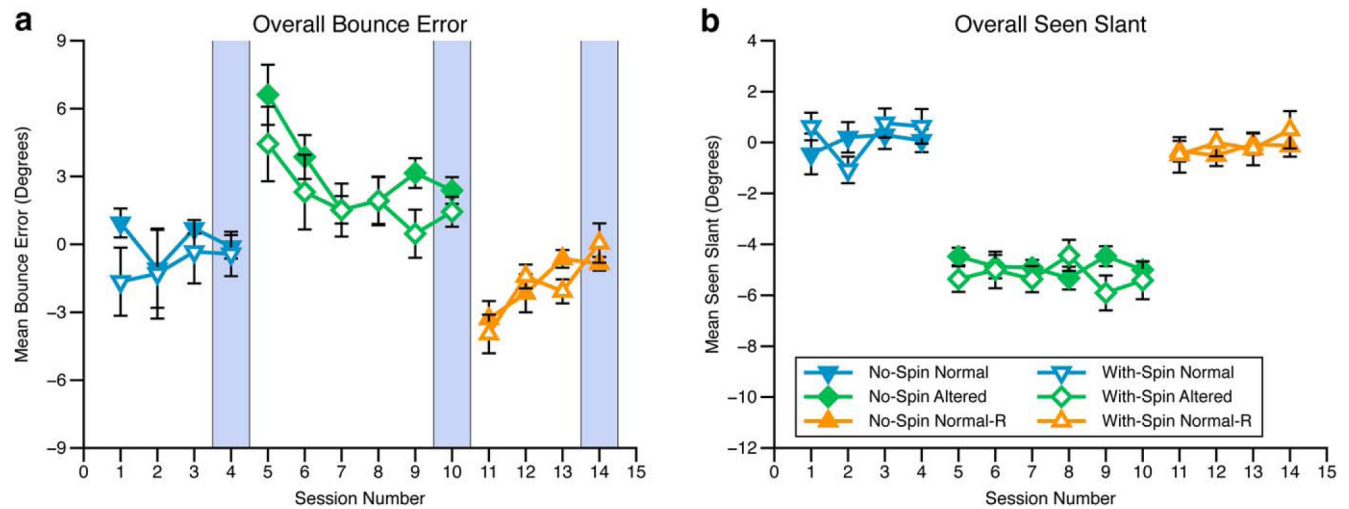 a
Overall Bounce Error
Mean Bounce Error (Degrees)
9
6
3
0
−3
−6
−9
0 1 2 3 4 5 6 7 8 9 10 11 12 13 14 15
Session Number
b
Overall Seen Slant
Mean Seen Slant (Degrees)
4
2
0
−2
−4
−6
−8
−10
−12
No-Spin Normal With-Spin Normal
No-Spin Altered With-Spin Altered
No-Spin Normal-R With-Spin Normal-R
0 1 2 3 4 5 6 7 8 9 10 11 12 13 14 15
Session Number